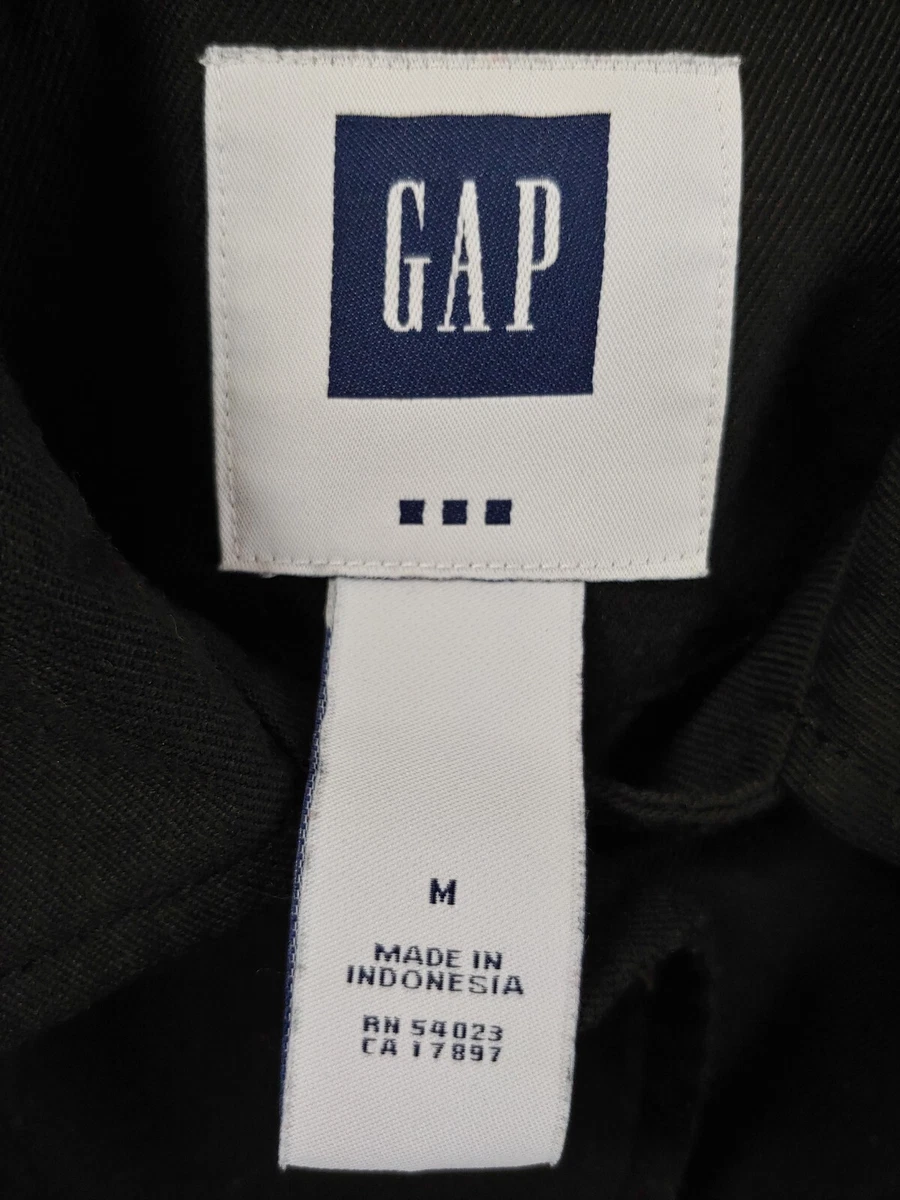 GAP
M
MADE IN
INDONESIA
RN 54023
CA 17897